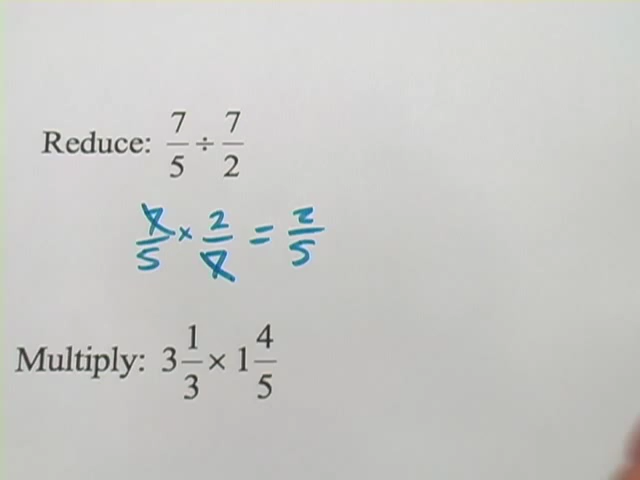 Reduce: 7/5 ÷ 7/2
7/5 × 2/7 = 2/5
Multiply: 3 1/3 × 1 4/5